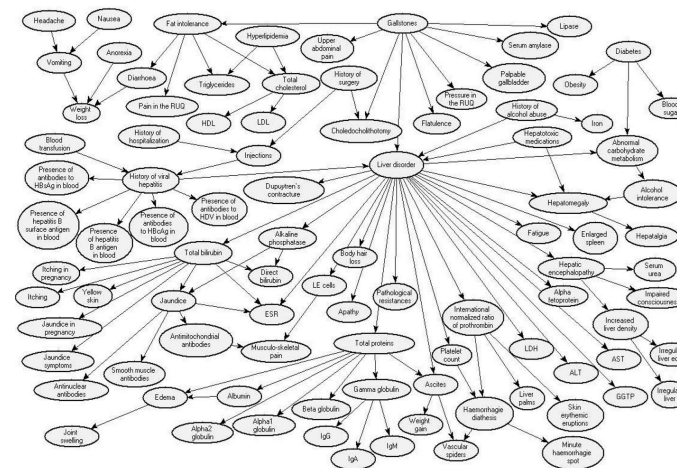 Headache
Nausea
Fat intolerance
Gallstones
Lipase
Hyperlipidemia
Upper
abdominal
pain
Serum amylase
Vomiting
Anorexia
Diabetes
Diarrhoea
Triglycerides
Total
cholesterol
History of
surgery
Palpable
gallbladder
Obesity
Weight
loss
Pain in the RUQ
HDL
LDL
Pressure in
the RUQ
Flatulence
Blood
suga
History of
alcohol abuse
Iron
History of
hospitalization
Choledocholithotomy
Hepatotoxic
medications
Abnormal
carbohydrate
metabolism
Blood
transfusion
Injections
Liver disorder
Presence of
antibodies to
HBsAg in blood
History of viral
hepatitis
Presence of
antibodies to
HDV in blood
Dupuytren's
contracture
Hepatomegaly
Alcohol
intolerance
Presence of
hepatitis B
surface antigen
in blood
Presence of
hepatitis B
antigen
in blood
Presence of
antibodies
to HBcAg in
blood
Alkaline
phosphatase
Fatigue
Enlarged
spleen
Hepatalgia
Total bilirubin
Body hair
loss
Hepatic
encephalopathy
Serum
urea
Itching in
pregnancy
Direct
bilirubin
LE cells
Impaired
consciousness
Itching
Yellow
skin
Jaundice
ESR
Apathy
Pathological
resistances
International
normalized ratio
of prothrombin
Alpha
fetoprotein
Increased
liver density
Jaundice in
pregnancy
Antimitochondrial
antibodies
Musculo-skeletal
pain
Total proteins
Platelet
count
LDH
AST
Irregula
liver ed
Jaundice
symptoms
Smooth muscle
antibodies
Antinuclear
antibodies
Gamma globulin
Ascites
ALT
GGTP
Irregula
liver
Edema
Albumin
Beta globulin
Weight
gain
Haemorrhagie
diathesis
Liver
palms
Skin
erythemic
eruptions
Joint
swelling
Alpha2
globulin
Alpha1
globulin
IgG
IgM
IgA
Vascular
spiders
Minute
haemorrhagie
spot